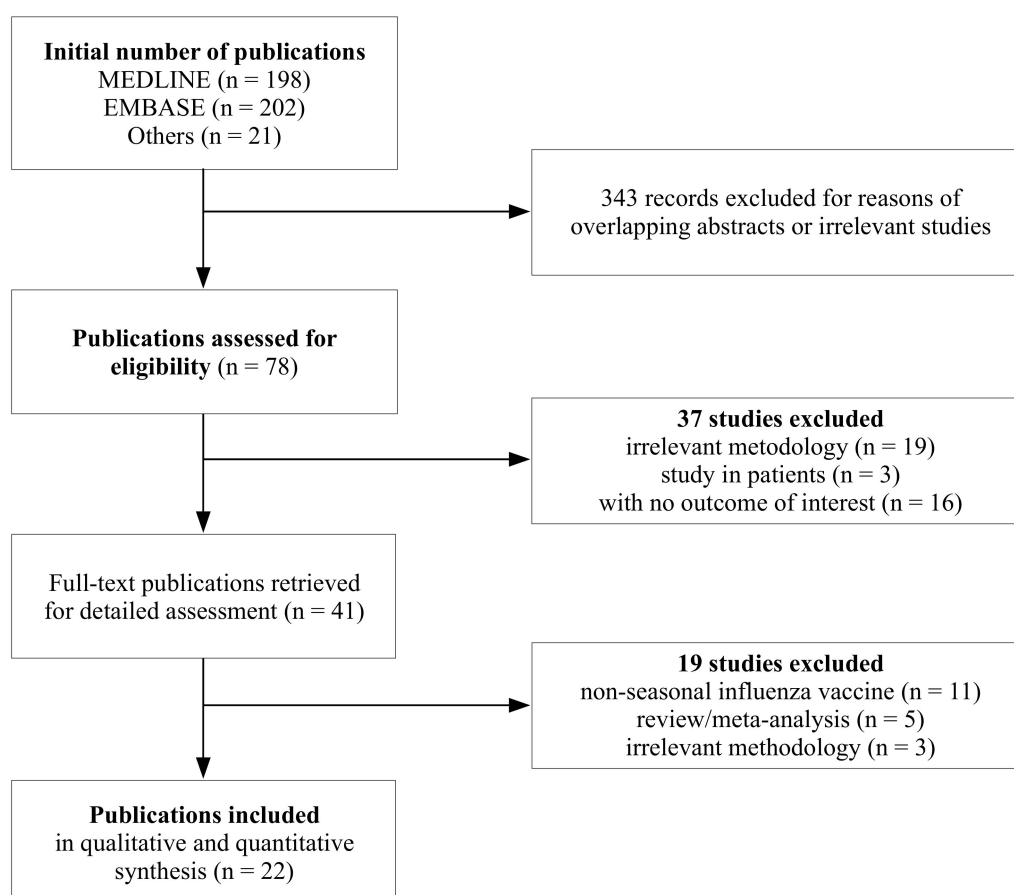 Initial number of publications
MEDLINE (n = 198)
EMBASE (n = 202)
Others (n = 21)
343 records excluded for reasons of
overlapping abstracts or irrelevant studies
Publications assessed for
eligibility (n = 78)
37 studies excluded
irrelevant metodology (n = 19)
study in patients (n = 3)
with no outcome of interest (n = 16)
Full-text publications retrieved
for detailed assessment (n = 41)
19 studies excluded
non-seasonal influenza vaccine (n = 11)
review/meta-analysis (n = 5)
irrelevant methodology (n = 3)
Publications included
in qualitative and quantitative
synthesis (n = 22)